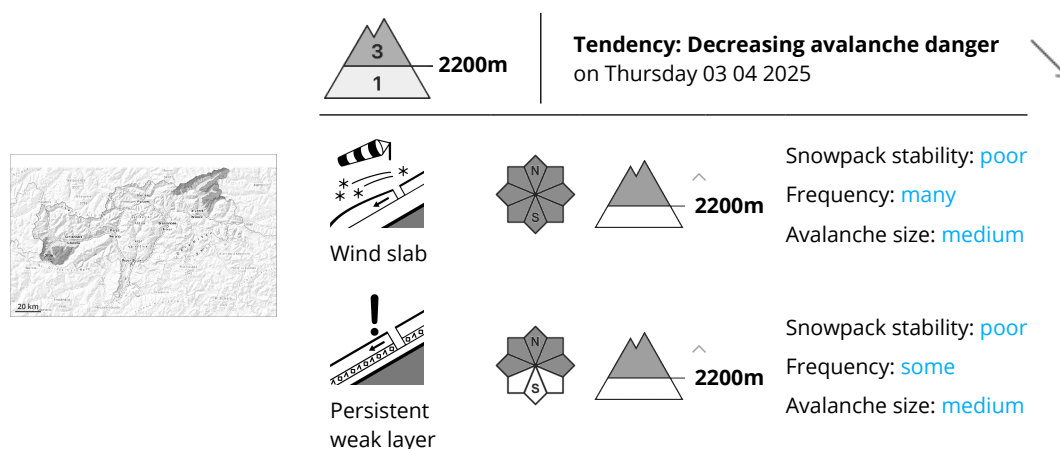 3
1
2200m
Tendency: Decreasing avalanche danger
on Thursday 03 04 2025
20 km
Wind slab
N
S
2200m
Snowpack stability: poor
Frequency: many
Avalanche size: medium
Persistent
weak layer
N
S
2200m
Snowpack stability: poor
Frequency: some
Avalanche size: medium